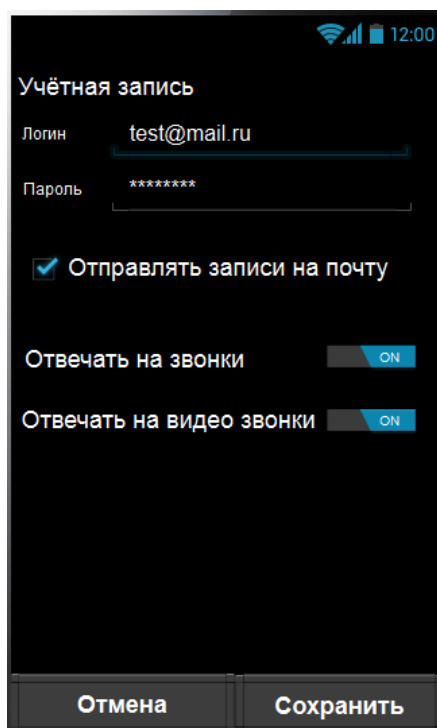 12:00
Учётная запись
Логин test@mail.ru
Пароль ********
Отправлять записи на почту
Отвечать на звонки ON
Отвечать на видео звонки ON
Отмена Сохранить